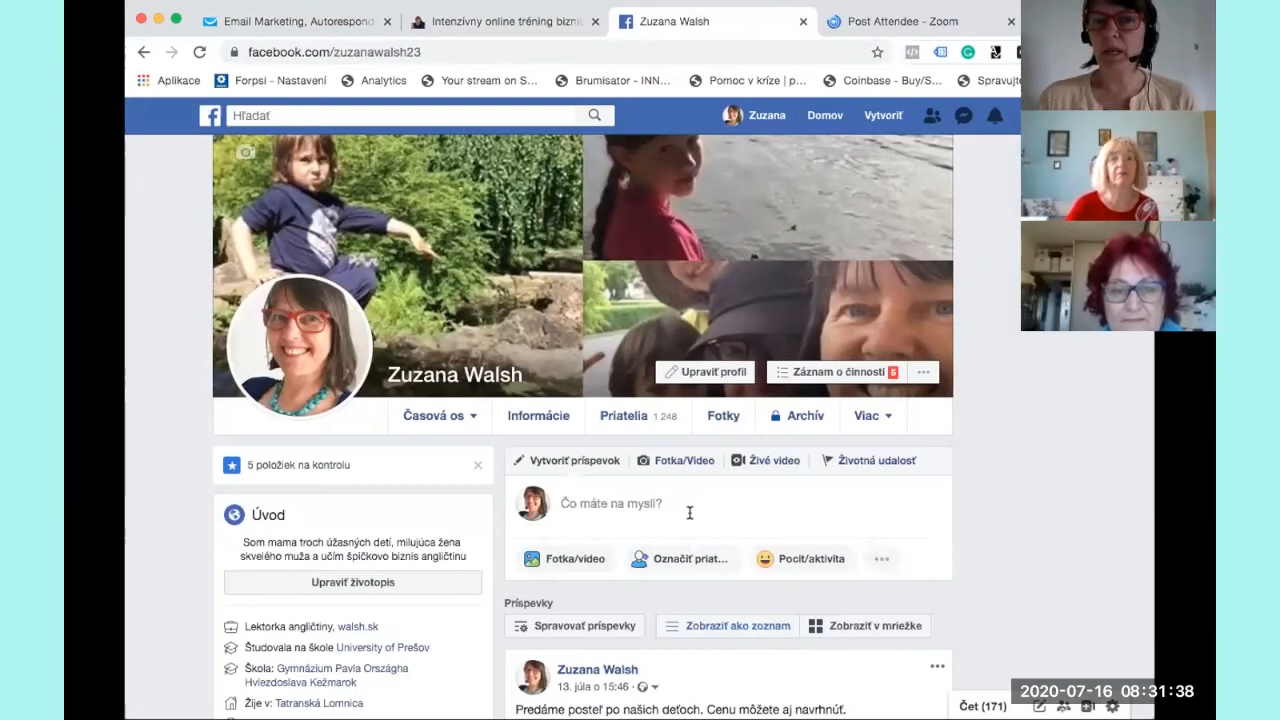 Email Marketing, Autorespond
Intenzívny online tréning bizni
Zuzana Walsh
Post Attendee - Zoom
facebook.com/zuzanawalsh23
Aplikace
Forpsi - Nastavení
Analytics
Your stream on S...
Brumisator - INN...
Pomoc v kríze | p...
Coinbase - Buy/S...
Spravujte
Hľadať
Zuzana
Domov
Vytvoriť
Zuzana Walsh
Upraviť profil
Záznam o činnosti 5
Časová os
Informácie
Priatelia 1 248
Fotky
Archív
Viac
5 položiek na kontrolu
Vytvoriť príspevok
Fotka/Video
Živé video
Životná udalosť
Úvod
Som mama troch úžasných detí, milujúca žena
skvelého muža a učím špičkovo biznis angličtinu
Upraviť životopis
Čo máte na mysli?
Fotka/video
Označiť priat...
Pocit/aktivita
Lektorka angličtiny, walsh.sk
Študovala na škole University of Prešov
Škola: Gymnázium Pavla Országha
Hviezdoslava Kežmarok
Žije v: Tatranská Lomnica
Príspevky
Spravovať príspevky
Zobraziť ako zoznam
Zobraziť v mriežke
Zuzana Walsh
13. júla o 15:46
Predáme posteľ po našich deťoch. Cenu môžete aj navrhnúť.
Čet (171)
2020-07-16 08:31:38